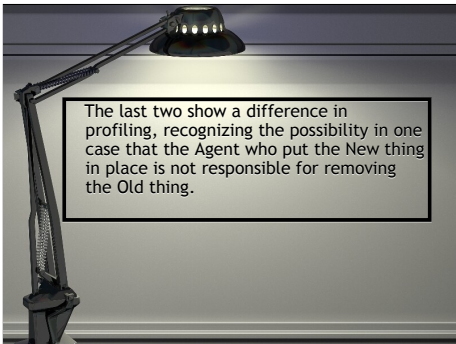 The last two show a difference in
profiling, recognizing the possibility in one
case that the Agent who put the New thing
in place is not responsible for removing
the Old thing.